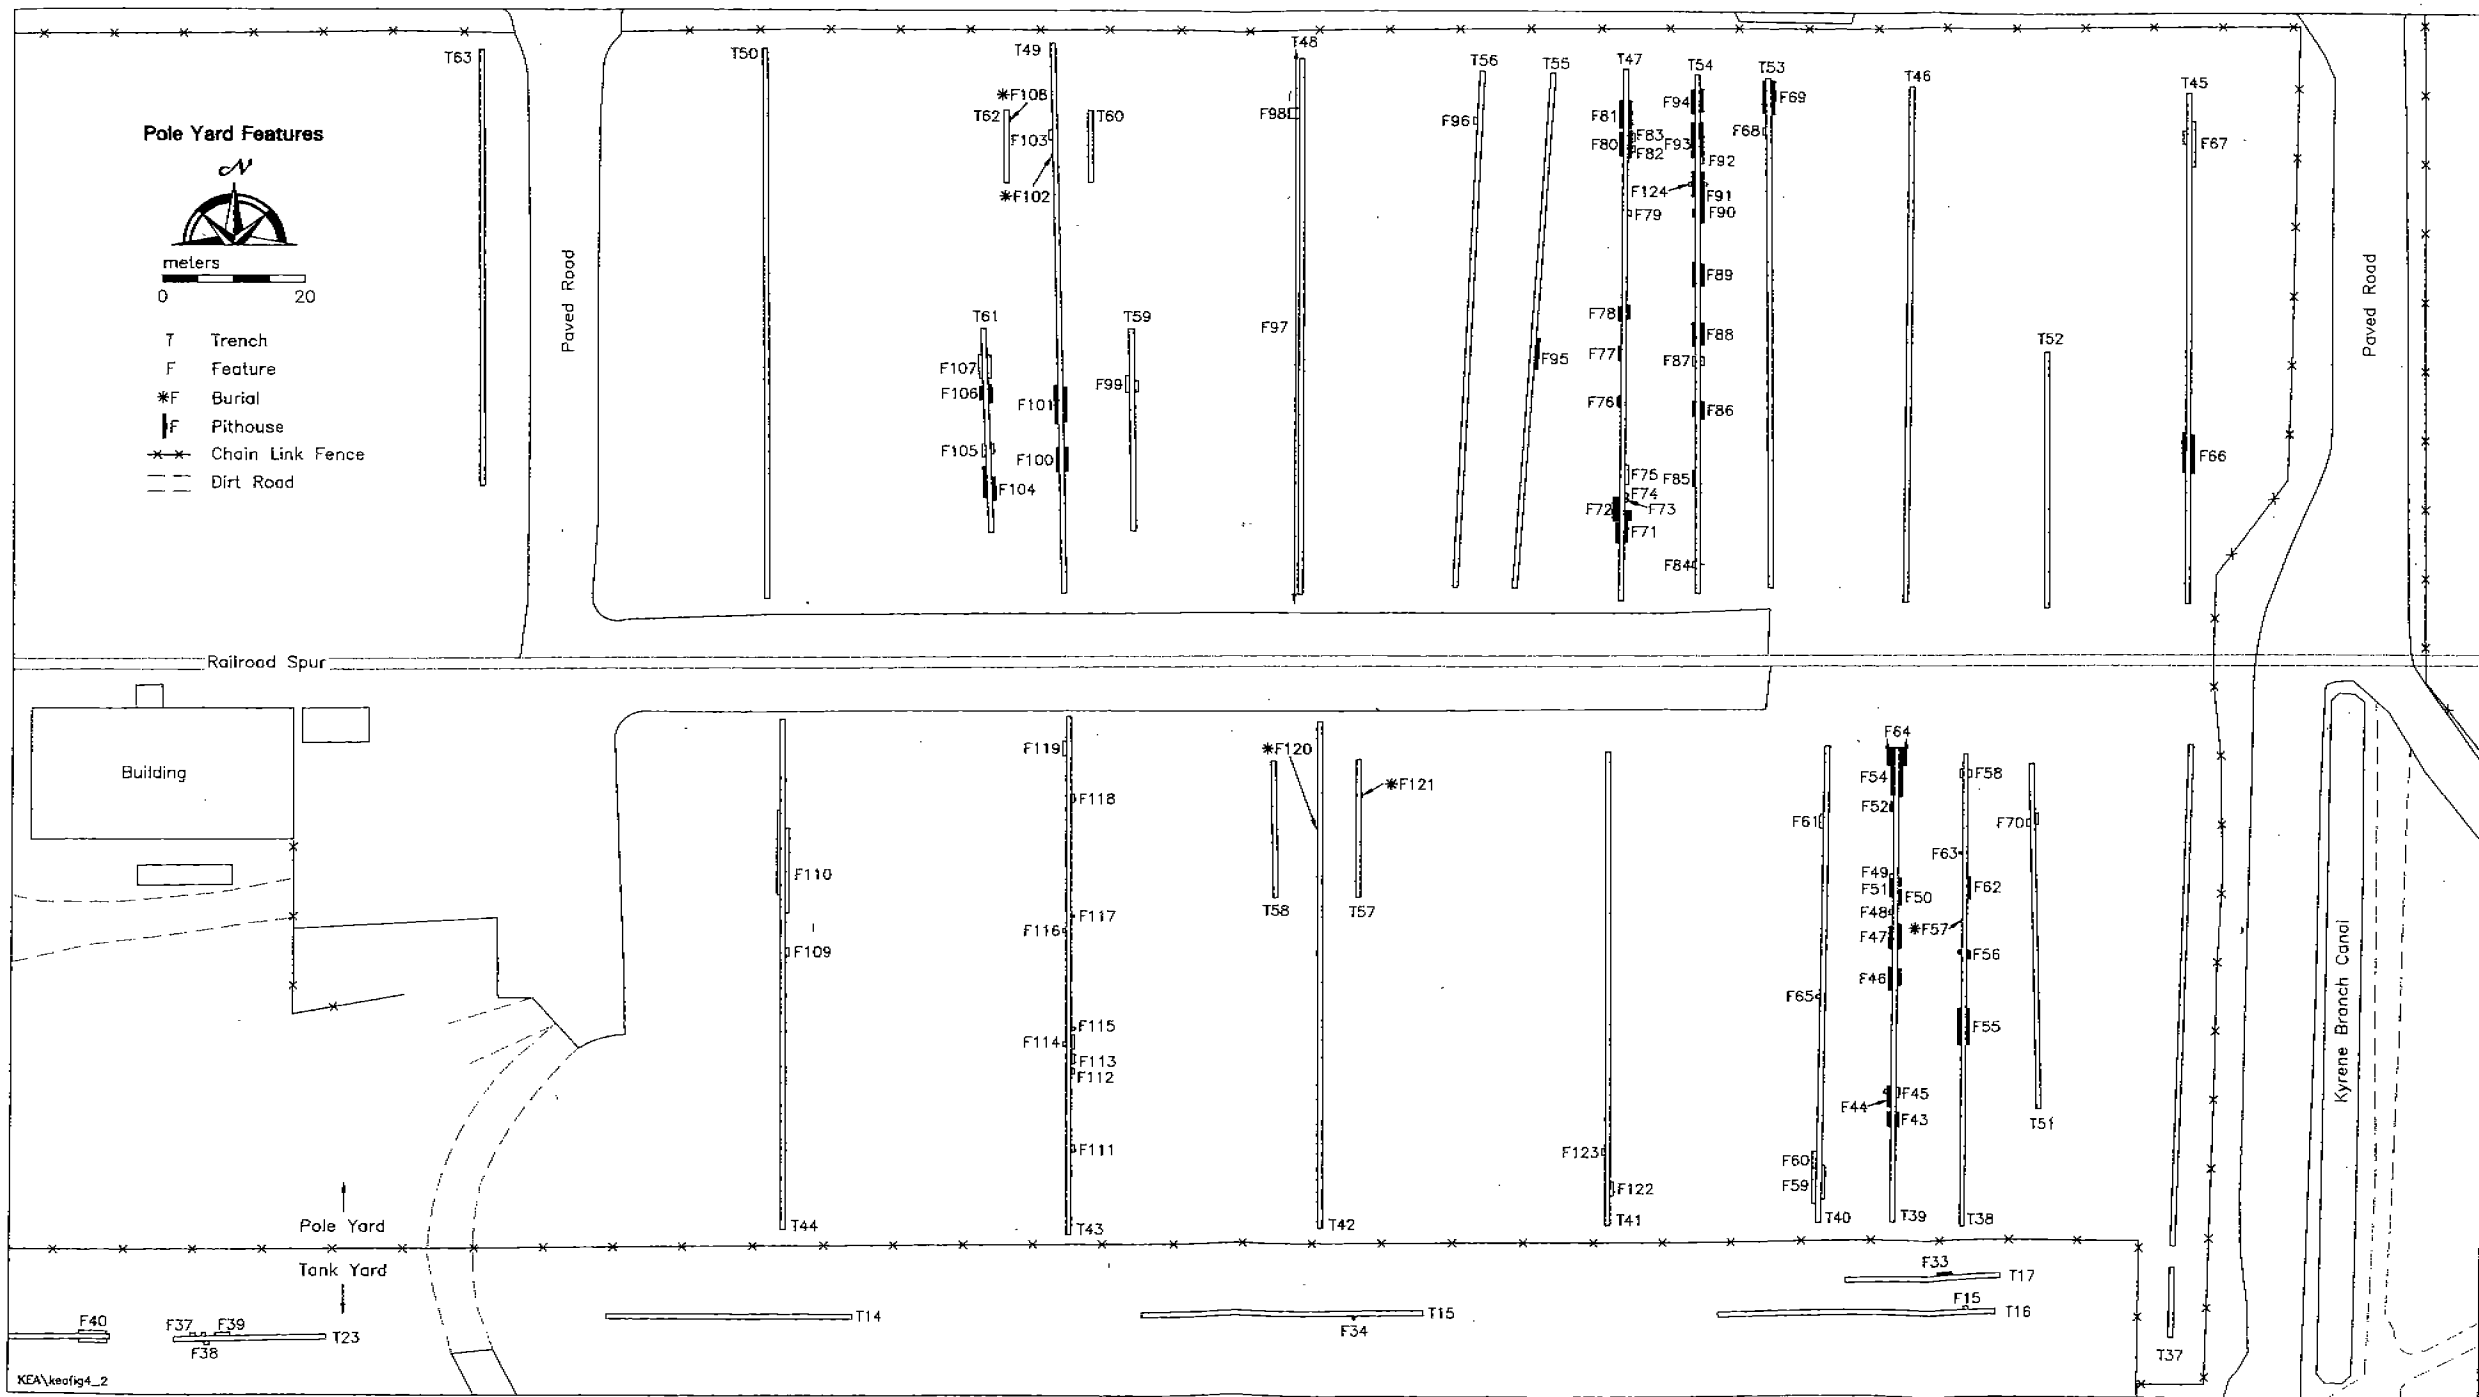 T63
T50
T49
T48
T56
T55
T47
T54
T53
T46
T45
Pole Yard Features
N
meters
0 20
T Trench
F Feature
*F Burial
F Pithouse
Chain Link Fence
Dirt Road
Paved Road
*F108
T62
T60
F103
*F102
F98
F96
F81
F83
F80
F82
F94
F93
F92
F69
F68
F67
F124
F91
F79
F90
F89
F97
F78
F88
F77
F87
F95
T61
T59
T52
F107
F106
F101
F99
F76
F86
F105
F100
F104
F66
F75
F85
F74
F72
F73
F71
F84
Paved Road
Railroad Spur
Building
F119
*F120
*F121
F118
F64
F54
F58
F52
F61
F70
F63
F110
F49
F51
F50
F62
T58
T57
F117
F48
F116
*F57
F47
F109
F56
F46
F65
F115
F55
F114
F113
F112
F45
F44
F43
T51
F111
F123
F60
F122
F59
Kyrene Branch Canal
Pole Yard
T44
T43
T42
T41
T40
T39
T38
Tank Yard
F33
T17
F15
T16
T14
T15
F34
F40
F37
F39
T23
F38
T37
KEA\keafig4_2